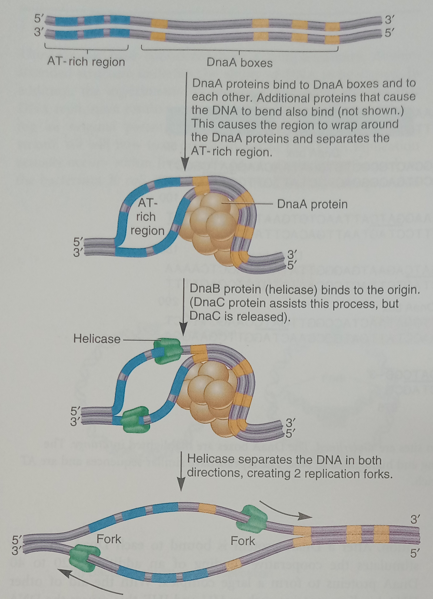 5′ 3′
3′ 5′
AT-rich region DnaA boxes
DnaA proteins bind to DnaA boxes and to
each other. Additional proteins that cause
the DNA to bend also bind (not shown.)
This causes the region to wrap around
the DnaA proteins and separates the
AT-rich region.
AT-
rich
region
DnaA protein
5′
3′
3′
5′
DnaB protein (helicase) binds to the origin.
(DnaC protein assists this process, but
DnaC is released).
Helicase
5′
3′
3′
5′
Helicase separates the DNA in both
directions, creating 2 replication forks.
3′
5′
5′
3′
Fork Fork